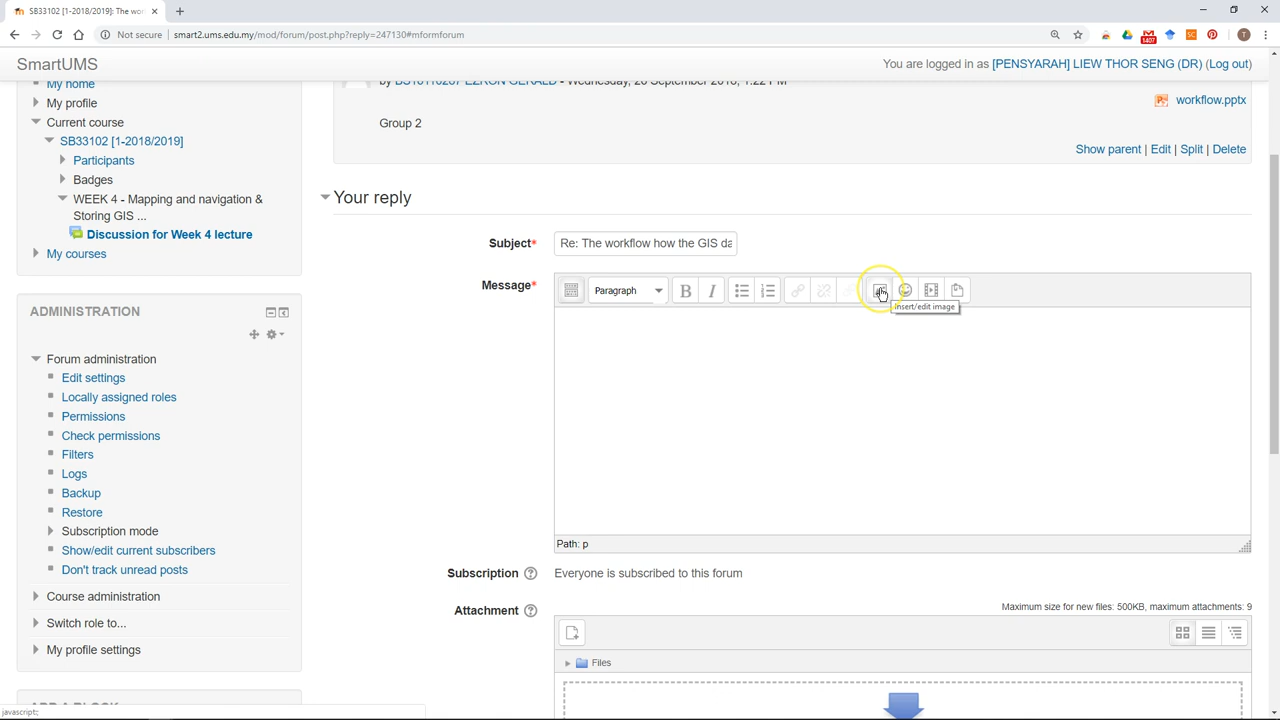 SB33102 [1-2018/2019]: The wor
Not secure | smart2.ums.edu.my/mod/forum/post.php?reply=247130#mformforum
1407
SC
T
SmartUMS
You are logged in as [PENSYARAH] LIEW THOR SENG (DR) (Log out)
My home
My profile
Current course
SB33102 [1-2018/2019]
Participants
Badges
WEEK 4 - Mapping and navigation &
Storing GIS ...
Discussion for Week 4 lecture
My courses
workflow.pptx
Group 2
Show parent | Edit | Split | Delete
Your reply
Subject*
Re: The workflow how the GIS da
Message*
Paragraph
B I
Insert/edit image
Path: p
Subscription
Everyone is subscribed to this forum
Attachment
Maximum size for new files: 500KB, maximum attachments: 9
Files
ADMINISTRATION
Forum administration
Edit settings
Locally assigned roles
Permissions
Check permissions
Filters
Logs
Backup
Restore
Subscription mode
Show/edit current subscribers
Don't track unread posts
Course administration
Switch role to...
My profile settings
javascript:;